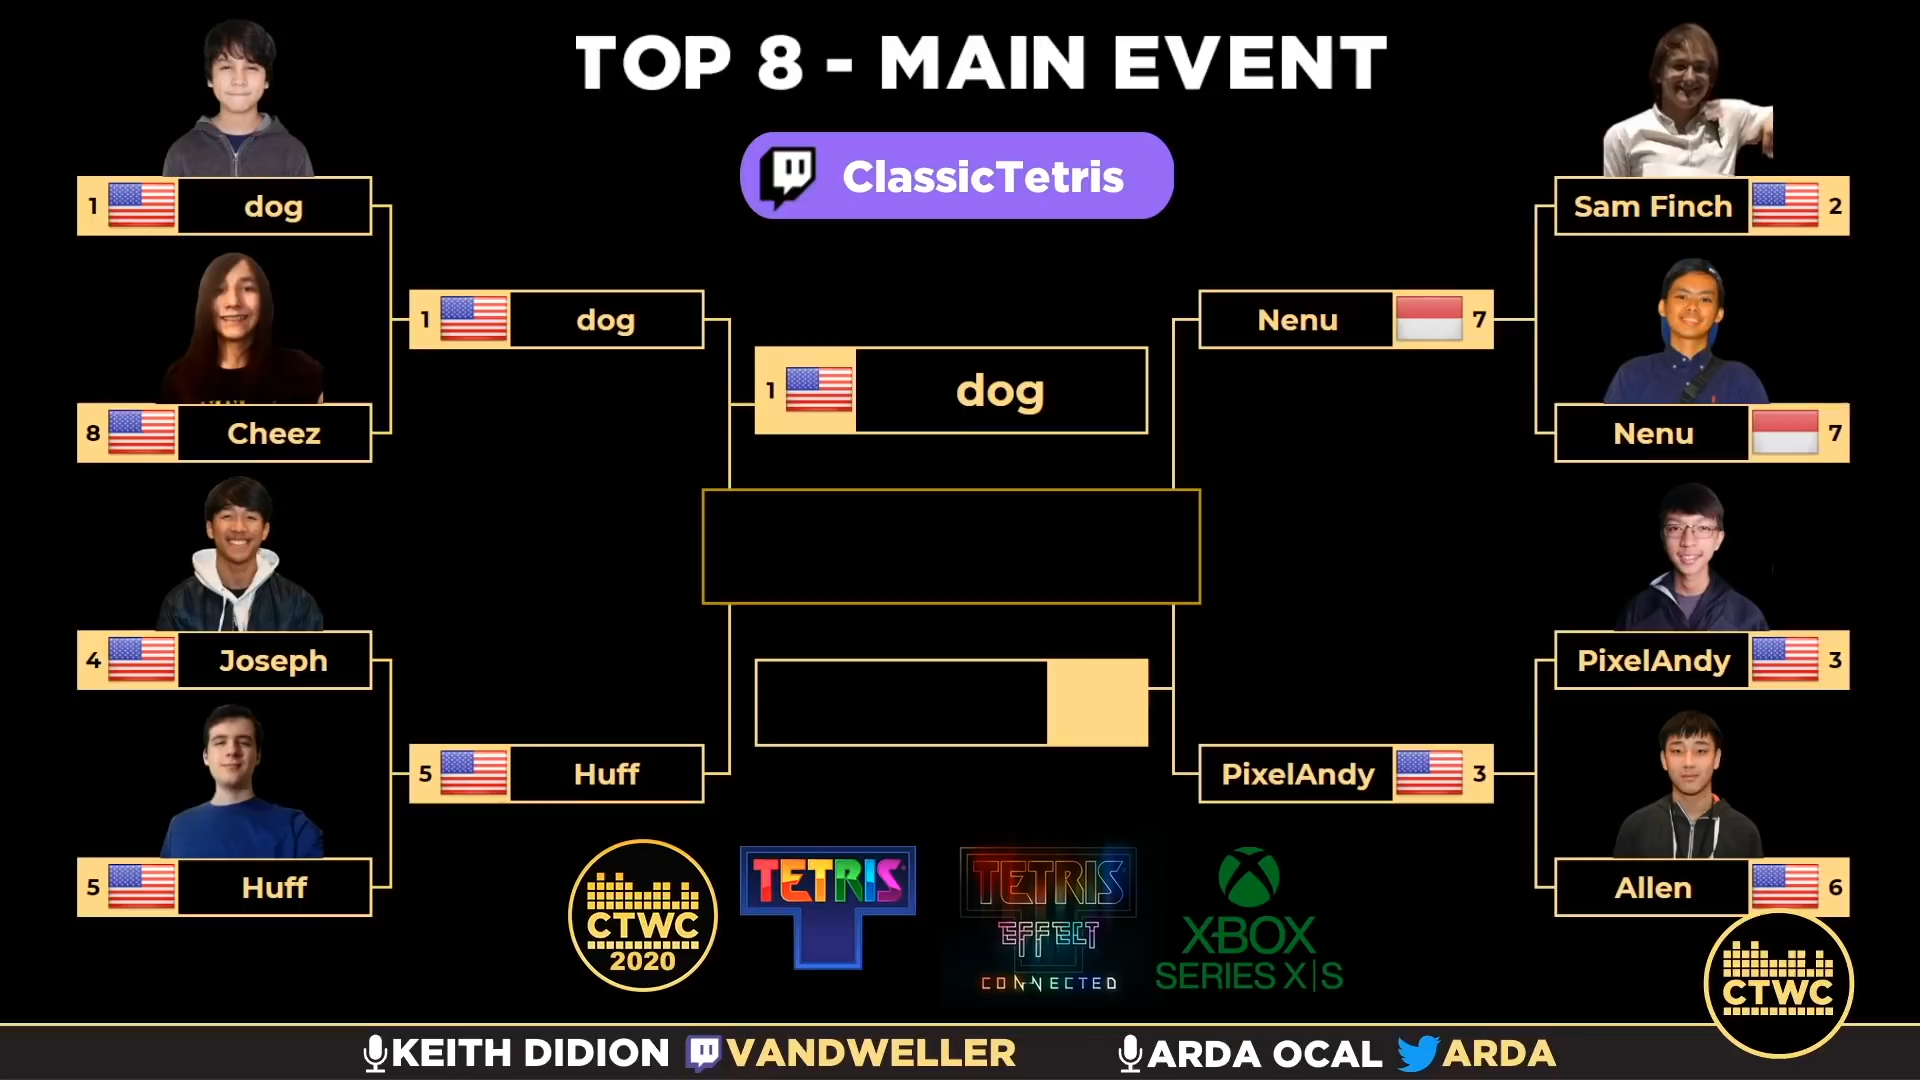 TOP 8 - MAIN EVENT
ClassicTetris
1 dog
8 Cheez
4 Joseph
5 Huff
1 dog
5 Huff
1 dog
Nenu 7
PixelAndy 3
Sam Finch 2
Nenu 7
PixelAndy 3
Allen 6
CTWC
2020
TETRIS
TETRIS
EFFECT
CONNECTED
XBOX
SERIES X|S
CTWC
KEITH DIDION VANDWELLER ARDA OCAL ARDA